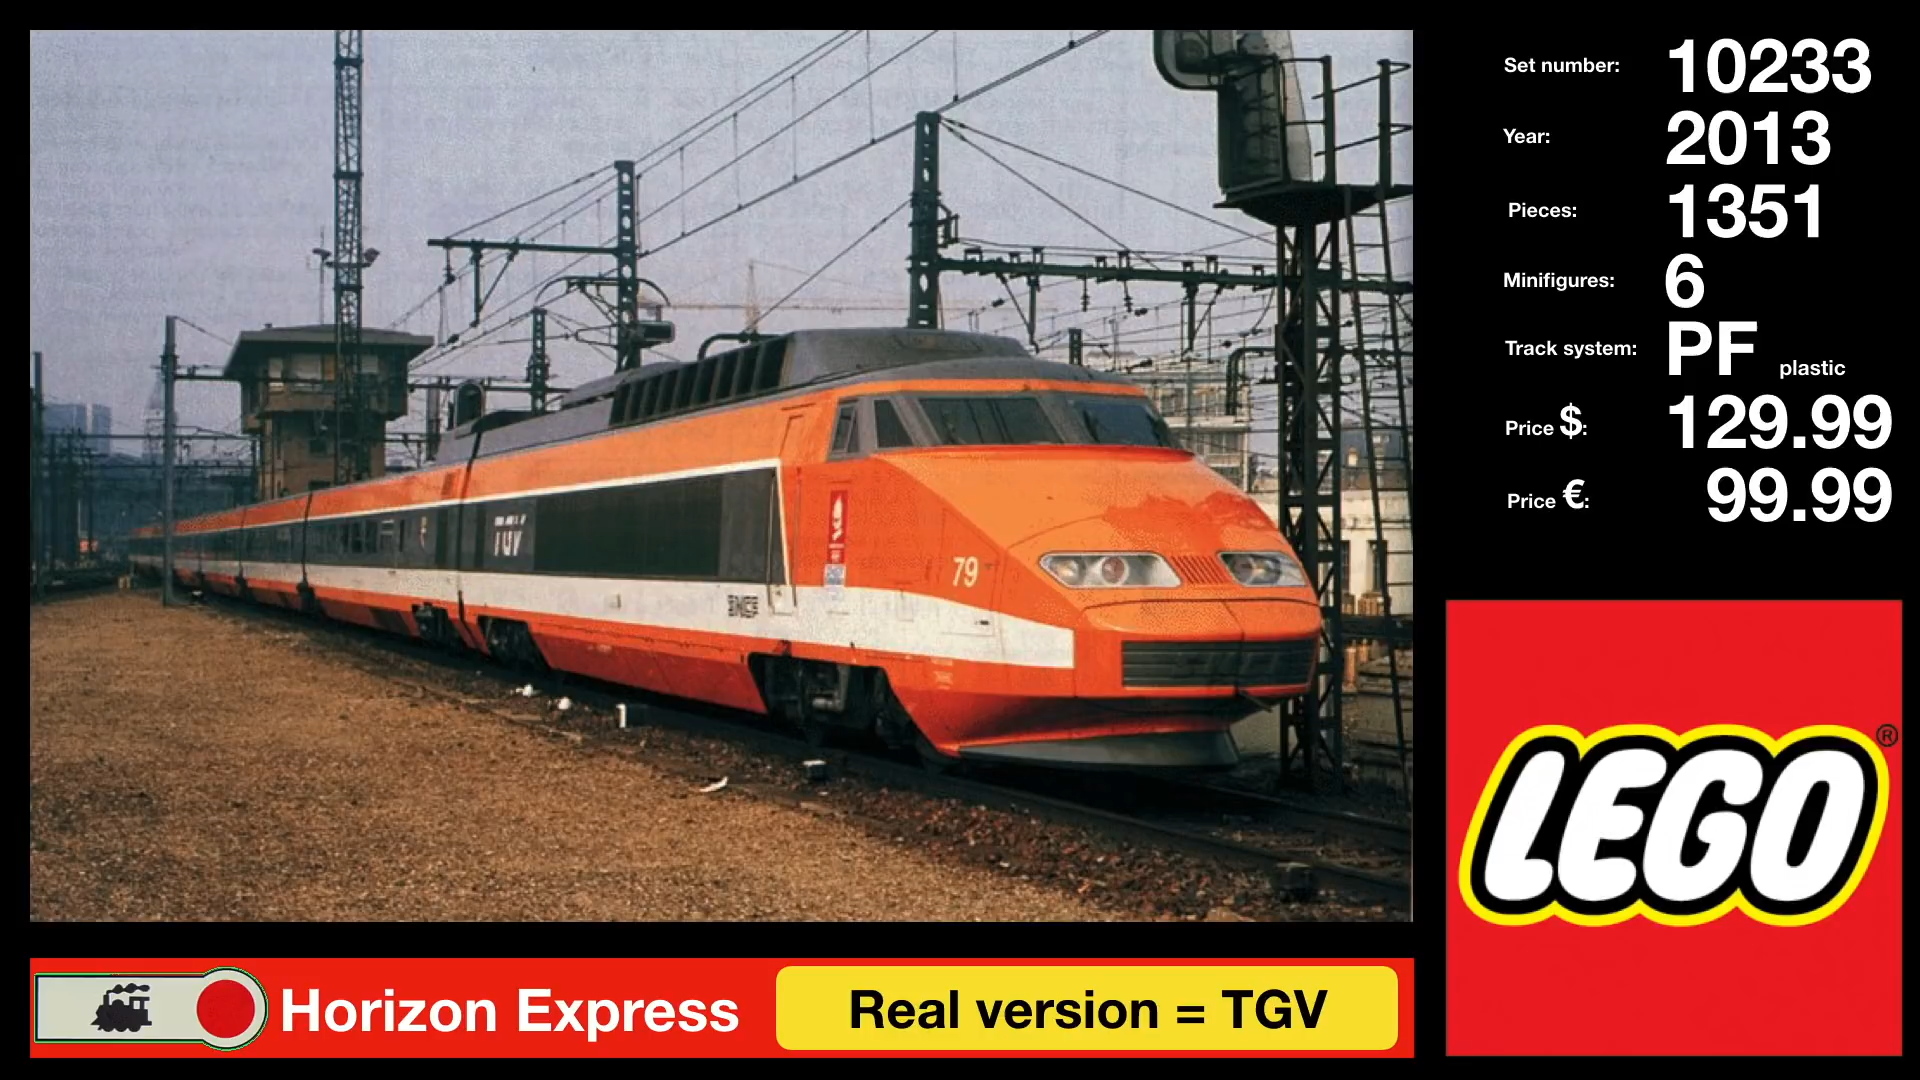 Set number: 10233
Year: 2013
Pieces: 1351
Minifigures: 6
Track system: PF plastic
Price $: 129.99
Price €: 99.99
TGV
79
LEGO®
Horizon Express
Real version = TGV